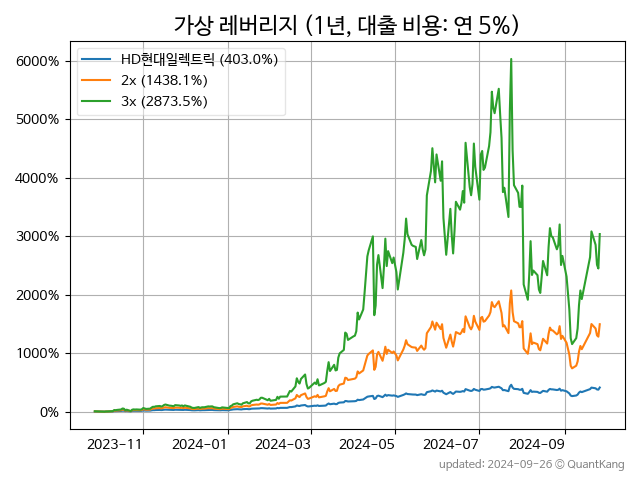 가상 레버리지 (1년, 대출 비용: 연 5%)
HD현대일렉트릭 (403.0%)
2x (1438.1%)
3x (2873.5%)
6000%
5000%
4000%
3000%
2000%
1000%
0%
2023-11 2024-01 2024-03 2024-05 2024-07 2024-09
updated: 2024-09-26 © QuantKang